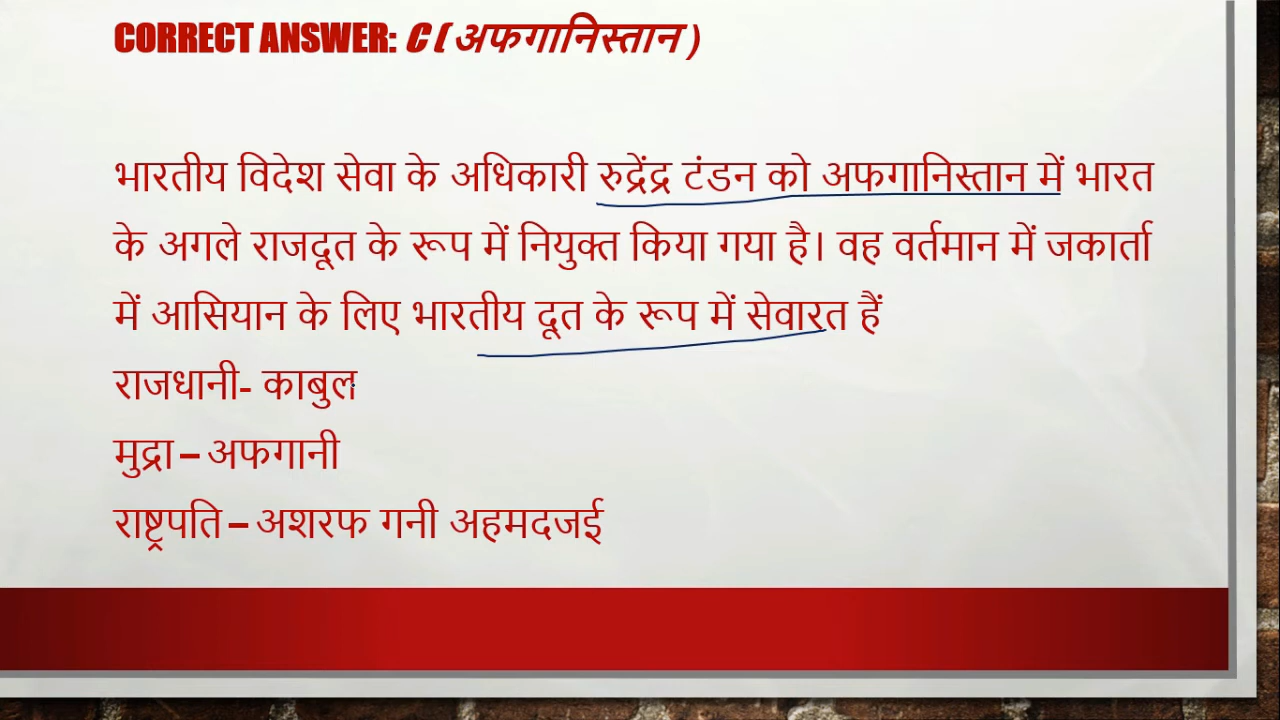 CORRECT ANSWER: C ( अफगानिस्तान )
भारतीय विदेश सेवा के अधिकारी रुद्रेंद्र टंडन को अफगानिस्तान में भारत
के अगले राजदूत के रूप में नियुक्त किया गया है। वह वर्तमान में जकार्ता
में आसियान के लिए भारतीय दूत के रूप में सेवारत हैं
राजधानी- काबुल
मुद्रा – अफगानी
राष्ट्रपति – अशरफ गनी अहमदजई